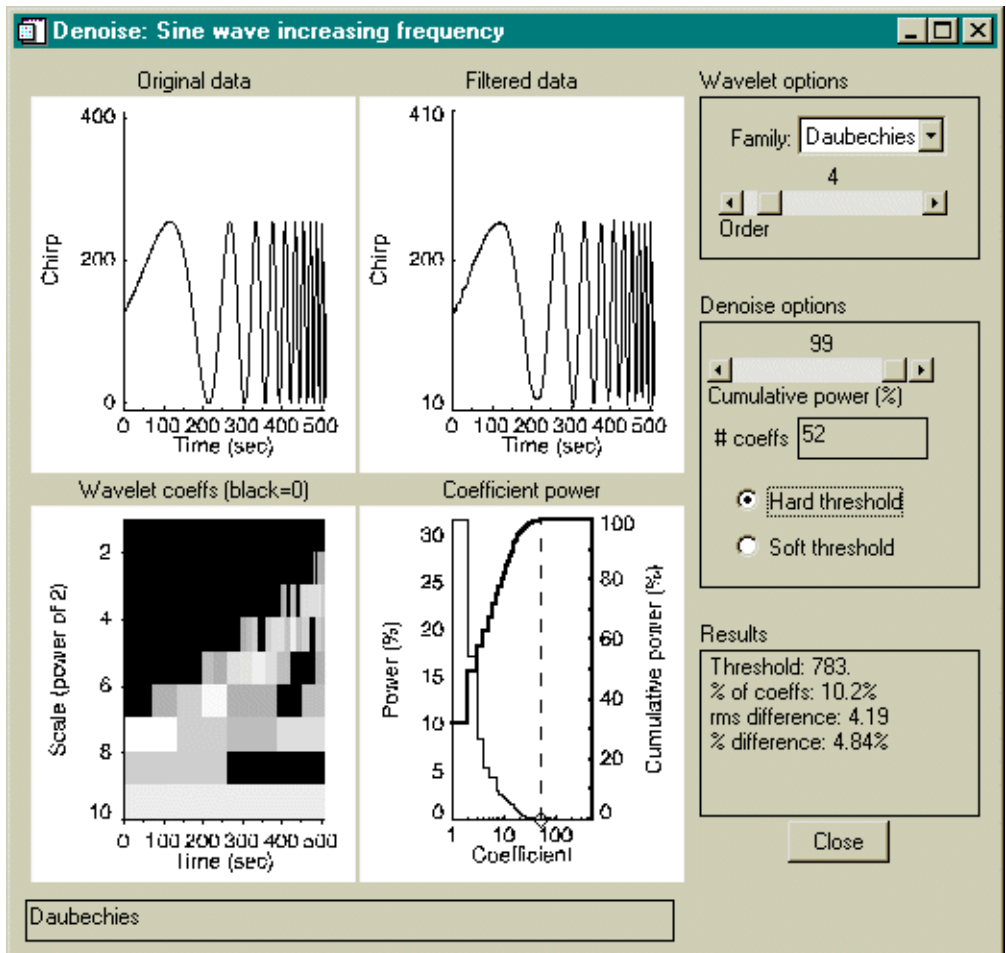 Denoise: Sine wave increasing frequency
Original data
400
200
0
Chirp
0 100 200 300 400 500
Time (sec)
Filtered data
410
200
10
Chirp
0 100 200 300 400 500
Time (sec)
Wavelet coeffs (black=0)
2
4
6
8
10
Scale (power of 2)
0 100 200 300 400 500
Time (sec)
Coefficient power
30
25
20
15
10
5
0
Power (%)
100
80
60
40
20
0
Cumulative power (%)
1 10 100
Coefficient
Wavelet options
Family: Daubechies
4
Order
Denoise options
99
Cumulative power (%)
# coeffs 52
Hard threshold
Soft threshold
Results
Threshold: 783.
% of coeffs: 10.2%
rms difference: 4.19
% difference: 4.84%
Close
Daubechies